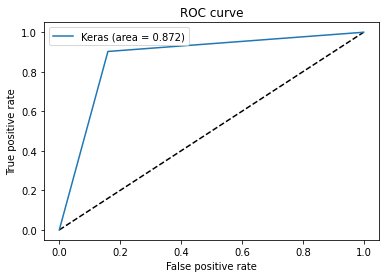 ROC curve
Keras (area = 0.872)
True positive rate
1.0
0.8
0.6
0.4
0.2
0.0
0.0 0.2 0.4 0.6 0.8 1.0
False positive rate